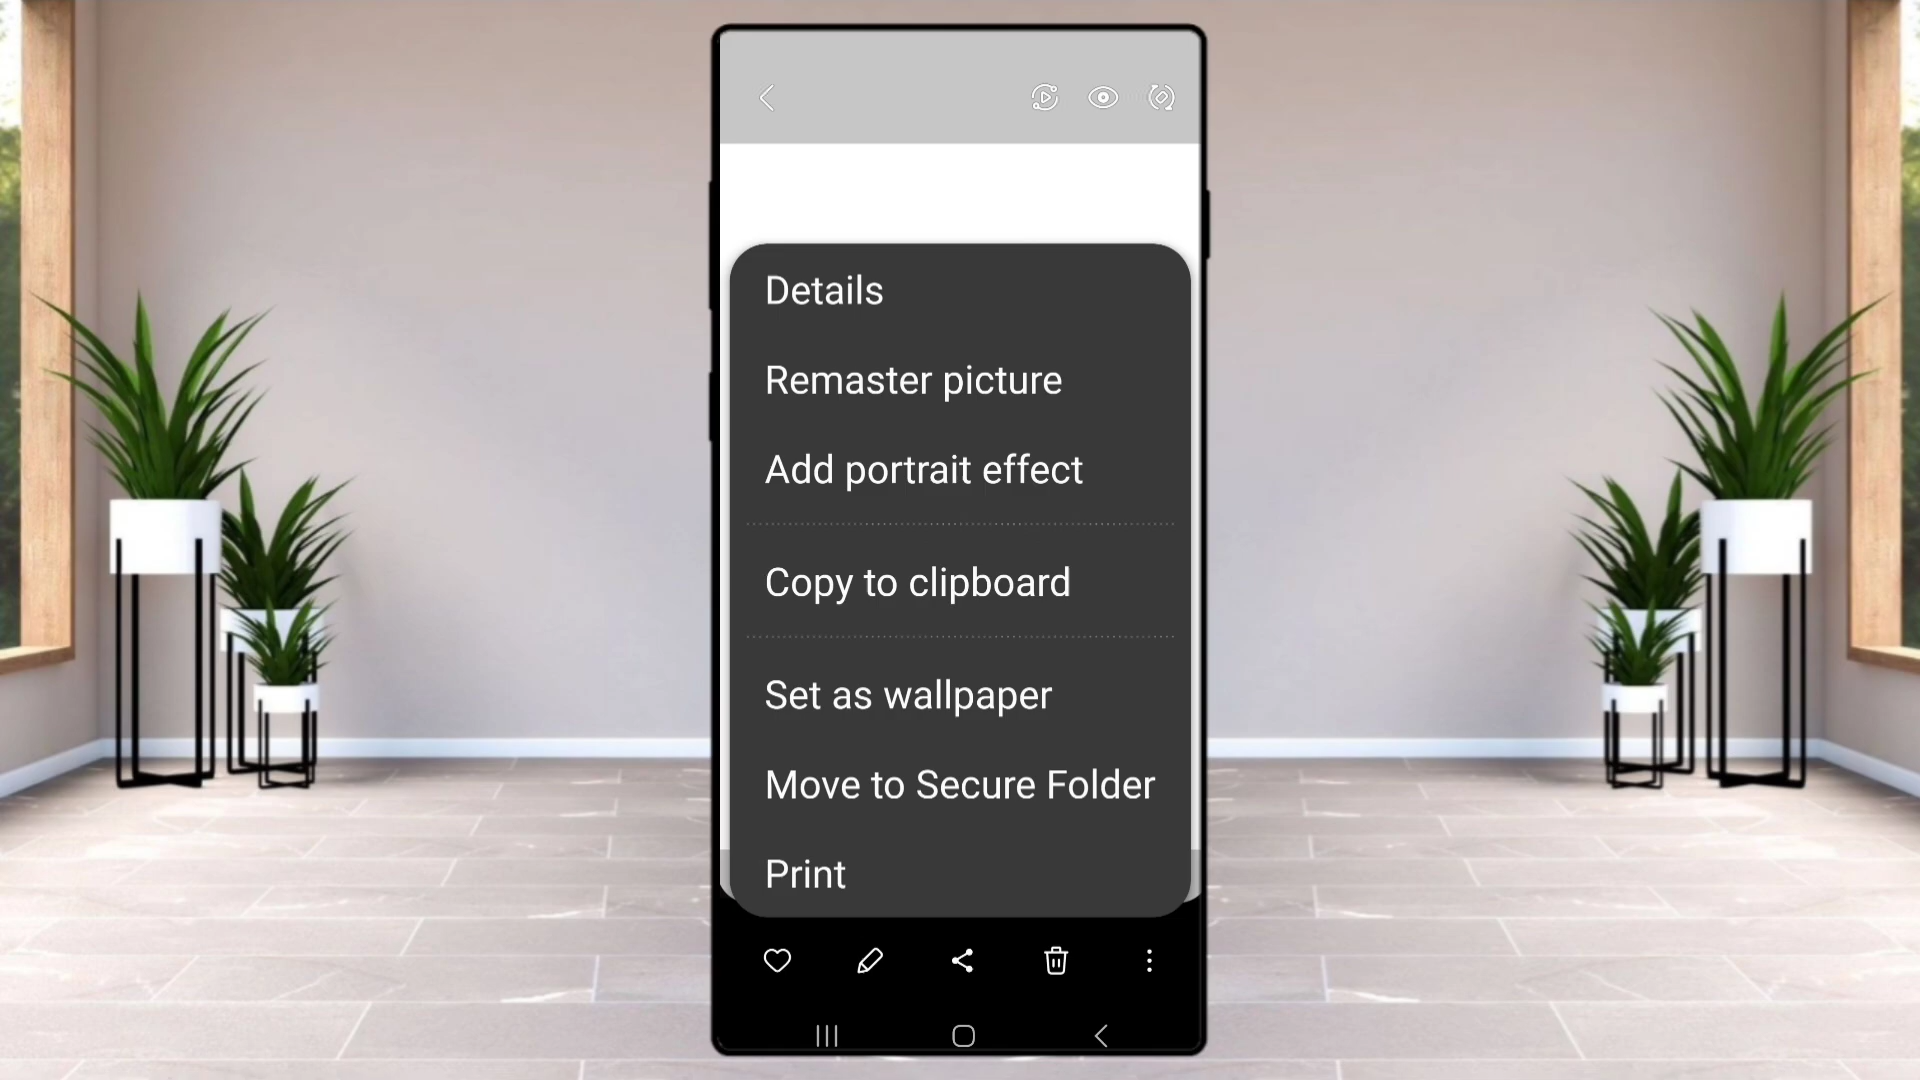 Details
Remaster picture
Add portrait effect
Copy to clipboard
Set as wallpaper
Move to Secure Folder
Print